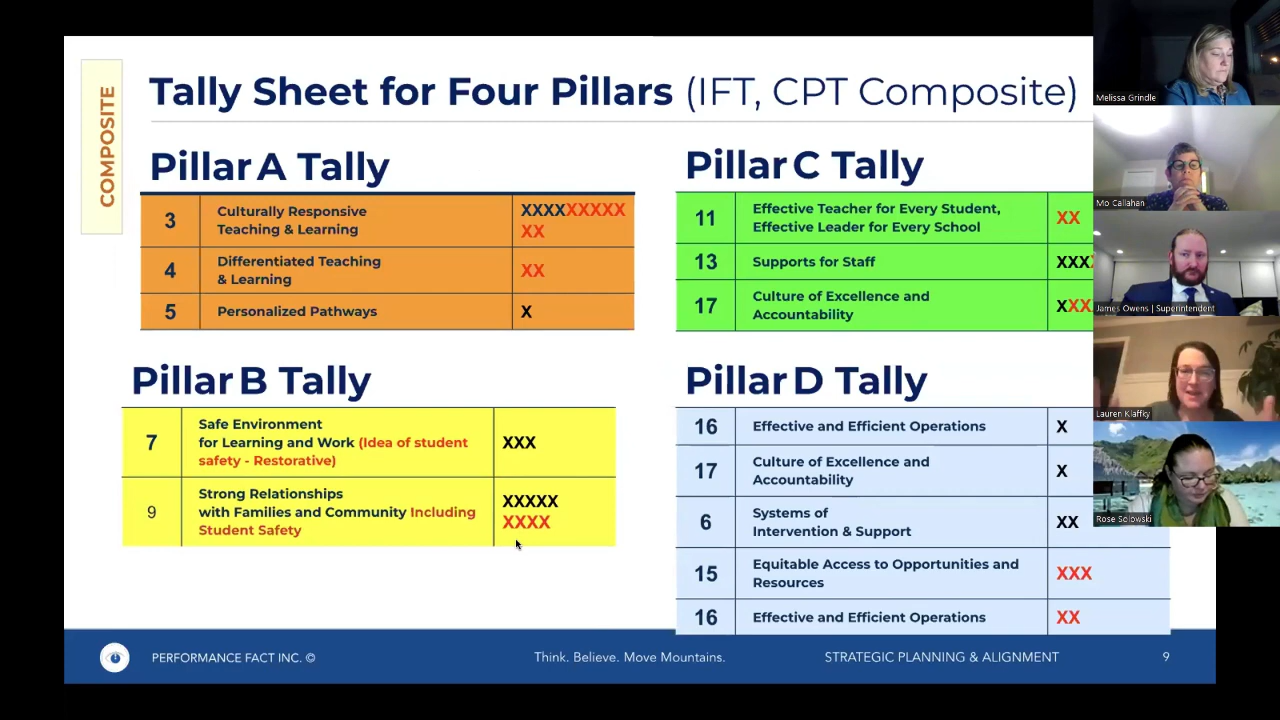 COMPOSITE
Tally Sheet for Four Pillars (IFT, CPT Composite)
Pillar A Tally
3
Culturally Responsive
Teaching & Learning
XXXXXXXXX
XX
4
Differentiated Teaching
& Learning
XX
5
Personalized Pathways
X
Pillar B Tally
7
Safe Environment
for Learning and Work (Idea of student
safety - Restorative)
XXX
9
Strong Relationships
with Families and Community Including
Student Safety
XXXXX
XXXX
Pillar C Tally
11
Effective Teacher for Every Student,
Effective Leader for Every School
XX
13
Supports for Staff
XXX
17
Culture of Excellence and
Accountability
XXX
Pillar D Tally
16
Effective and Efficient Operations
X
17
Culture of Excellence and
Accountability
X
6
Systems of
Intervention & Support
XX
15
Equitable Access to Opportunities and
Resources
XXX
16
Effective and Efficient Operations
XX
PERFORMANCE FACT INC. ©
Think. Believe. Move Mountains.
STRATEGIC PLANNING & ALIGNMENT
9
Melissa Grindle
Mo Callahan
James Owens | Superintendent
Lauren Klaffky
Rose Solowski